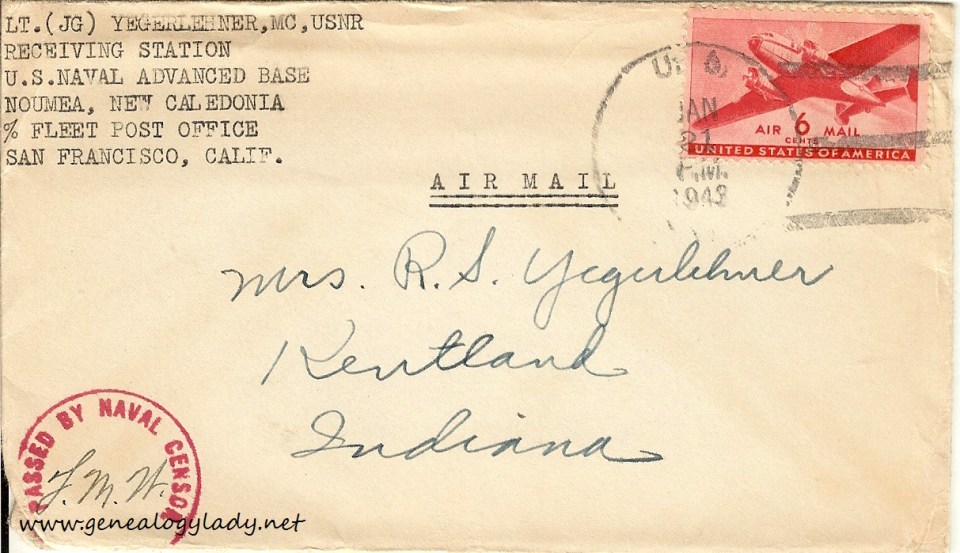 LT.(JG) YEGERLEHNER,MC,USNR
RECEIVING STATION
U.S.NAVAL ADVANCED BASE
NOUMEA, NEW CALEDONIA
% FLEET POST OFFICE
SAN FRANCISCO, CALIF.
U.S.
JAN
21
P.M.
1943
AIR 6 MAIL
CENTS
UNITED STATES OF AMERICA
AIR MAIL
Mrs. R. S. Yegerlehner
Kentland
Indiana
PASSED BY NAVAL CENSOR
www.genealogylady.net